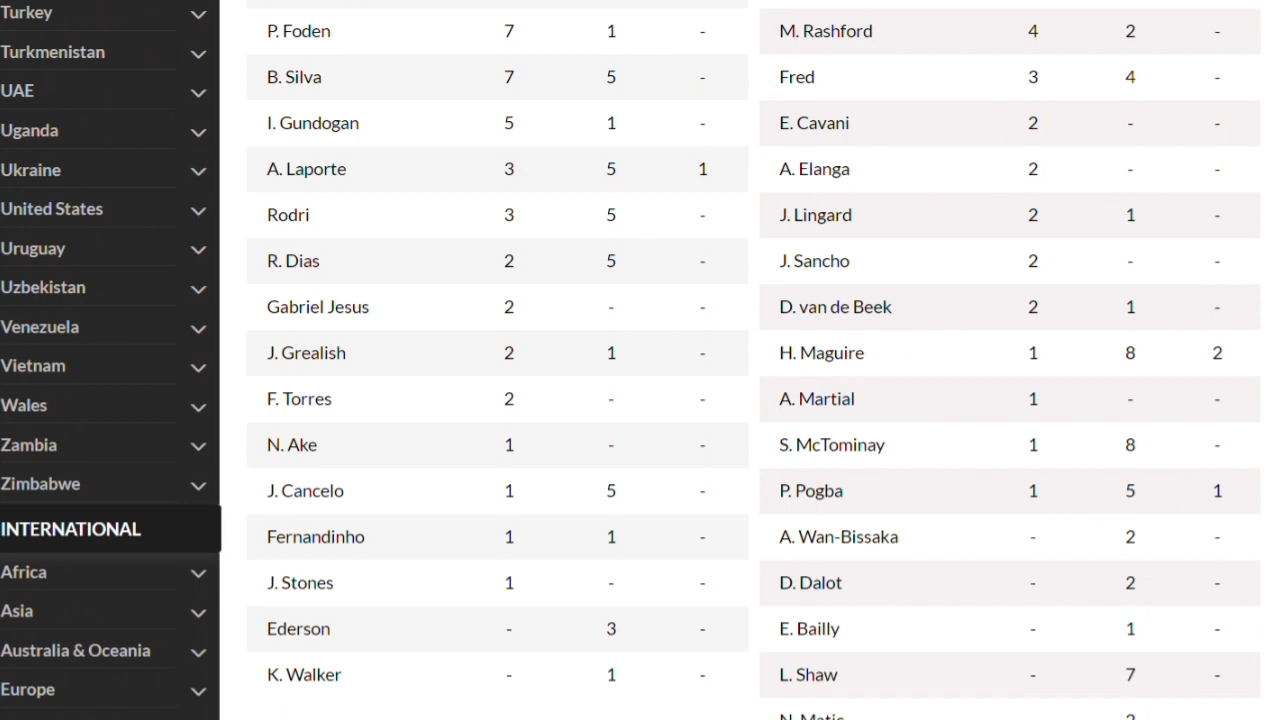 Turkey
Turkmenistan
UAE
Uganda
Ukraine
United States
Uruguay
Uzbekistan
Venezuela
Vietnam
Wales
Zambia
Zimbabwe
INTERNATIONAL
Africa
Asia
Australia & Oceania
Europe
P. Foden 7 1 -
B. Silva 7 5 -
I. Gundogan 5 1 -
A. Laporte 3 5 1
Rodri 3 5 -
R. Dias 2 5 -
Gabriel Jesus 2 - -
J. Grealish 2 1 -
F. Torres 2 - -
N. Ake 1 - -
J. Cancelo 1 5 -
Fernandinho 1 1 -
J. Stones 1 - -
Ederson - 3 -
K. Walker - 1 -
M. Rashford 4 2 -
Fred 3 4 -
E. Cavani 2 - -
A. Elanga 2 - -
J. Lingard 2 1 -
J. Sancho 2 - -
D. van de Beek 2 1 -
H. Maguire 1 8 2
A. Martial 1 - -
S. McTominay 1 8 -
P. Pogba 1 5 1
A. Wan-Bissaka - 2 -
D. Dalot - 2 -
E. Bailly - 1 -
L. Shaw - 7 -
N. Matic